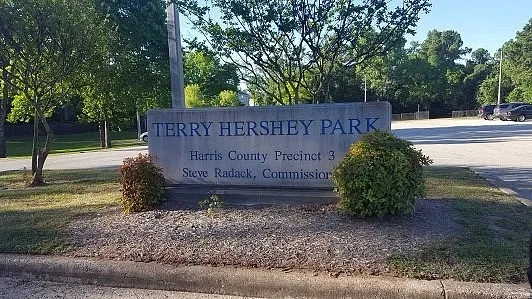 TERRY HERSHEY PARK
Harris County Precinct 3
Steve Radack, Commissioner